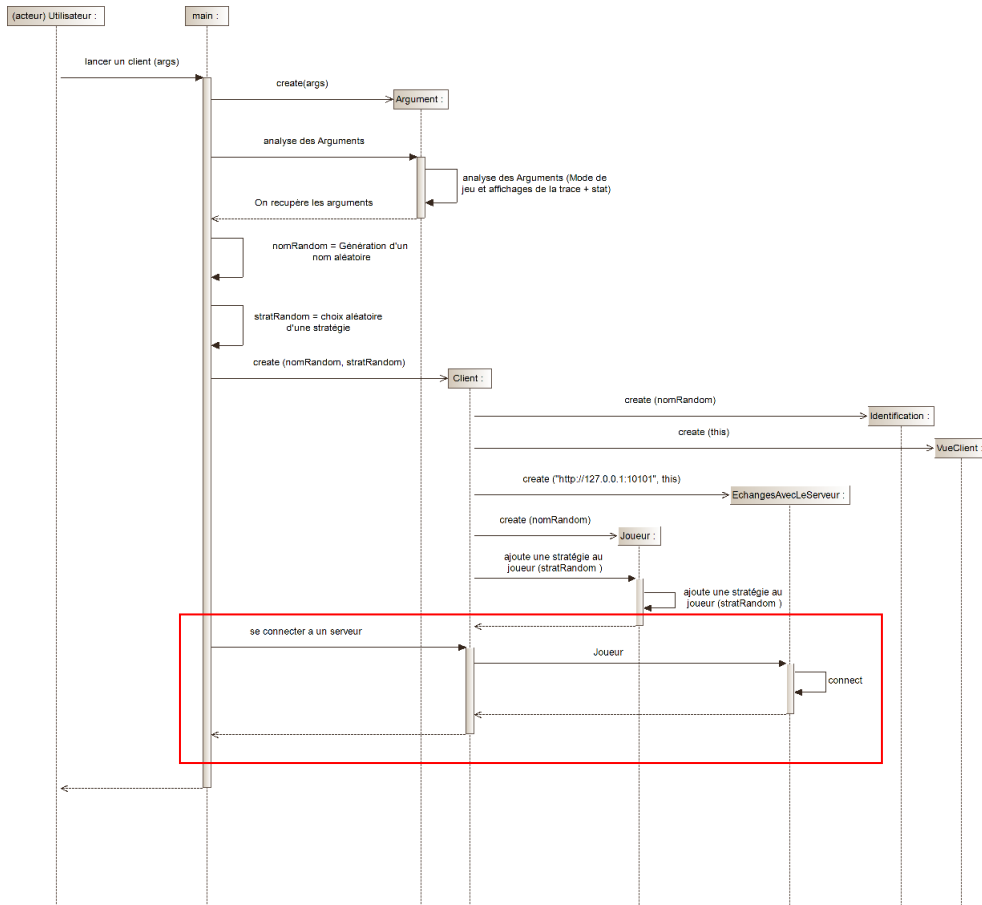 (acteur) Utilisateur :
main :
lancer un client (args)
create(args)
Argument :
analyse des Arguments
analyse des Arguments (Mode de
jeu et affichages de la trace + stat)
On recupère les arguments
nomRandom = Génération d'un
nom aléatoire
stratRandom = choix aléatoire
d'une stratégie
create (nomRandom, stratRandom)
Client :
create (nomRandom)
Identification :
create (this)
VueClient :
create ("http://127.0.0.1:10101", this)
EchangesAvecLeServeur :
create (nomRandom)
Joueur :
ajoute une stratégie au
joueur (stratRandom )
ajoute une stratégie au
joueur (stratRandom )
se connecter a un serveur
Joueur
connect